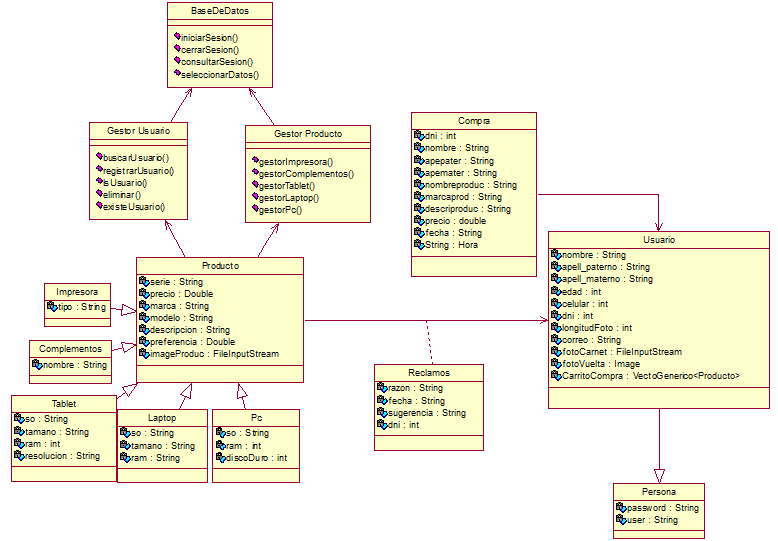 BaseDeDatos
iniciarSesion()
cerrarSesion()
consultarSesion()
seleccionarDatos()
Gestor Usuario
buscarUsuario()
registrarUusario()
IsUsuario()
eliminar()
existeUsuario()
Gestor Producto
gestorImpresora()
gestorComplementos()
gestorTablet()
gestorLaptop()
gestorPc()
Compra
dni : int
nombre : String
apepater : String
apemater : String
nombreproduc : String
marcaprod : String
descriproduc : String
precio : double
fecha : String
String : Hora
Usuario
nombre : String
apell_paterno : String
apell_materno : String
edad : int
celular : int
dni : int
longitudFoto : int
correo : String
fotoCarnet : FileInputStream
fotoVuelta : Image
CarritoCompra : VectoGenerico<Producto>
Producto
serie : String
precio : Double
marca : String
modelo : String
descripcion : String
preferencia : Double
imageProduc : FileInputStream
Impresora
tipo : String
Complementos
nombre : String
Tablet
so : String
tamano : String
ram : int
resolucion : String
Laptop
so : String
tamano : String
ram : String
Pc
so : String
ram : int
discoDuro : int
Reclamos
razon : String
fecha : String
sugerencia : String
dni : int
Persona
password : String
user : String